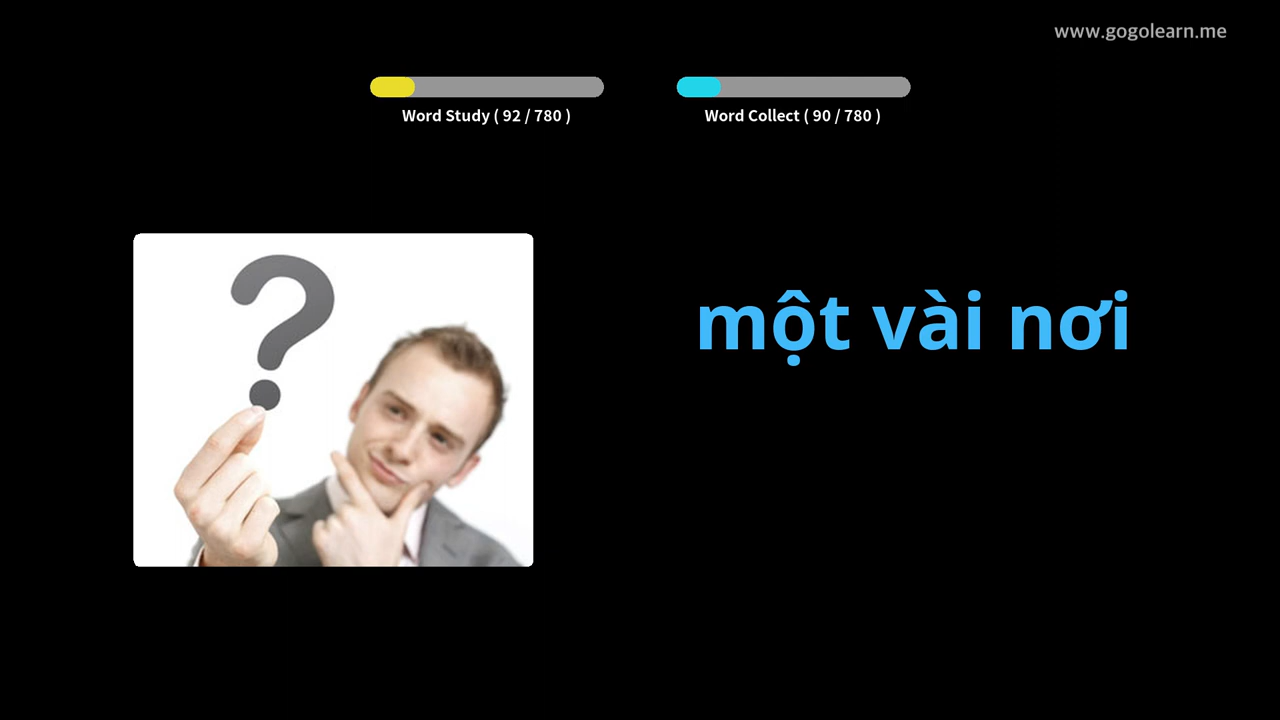 www.gogolearn.me
Word Study ( 92 / 780 )
Word Collect ( 90 / 780 )
?
một vài nơi